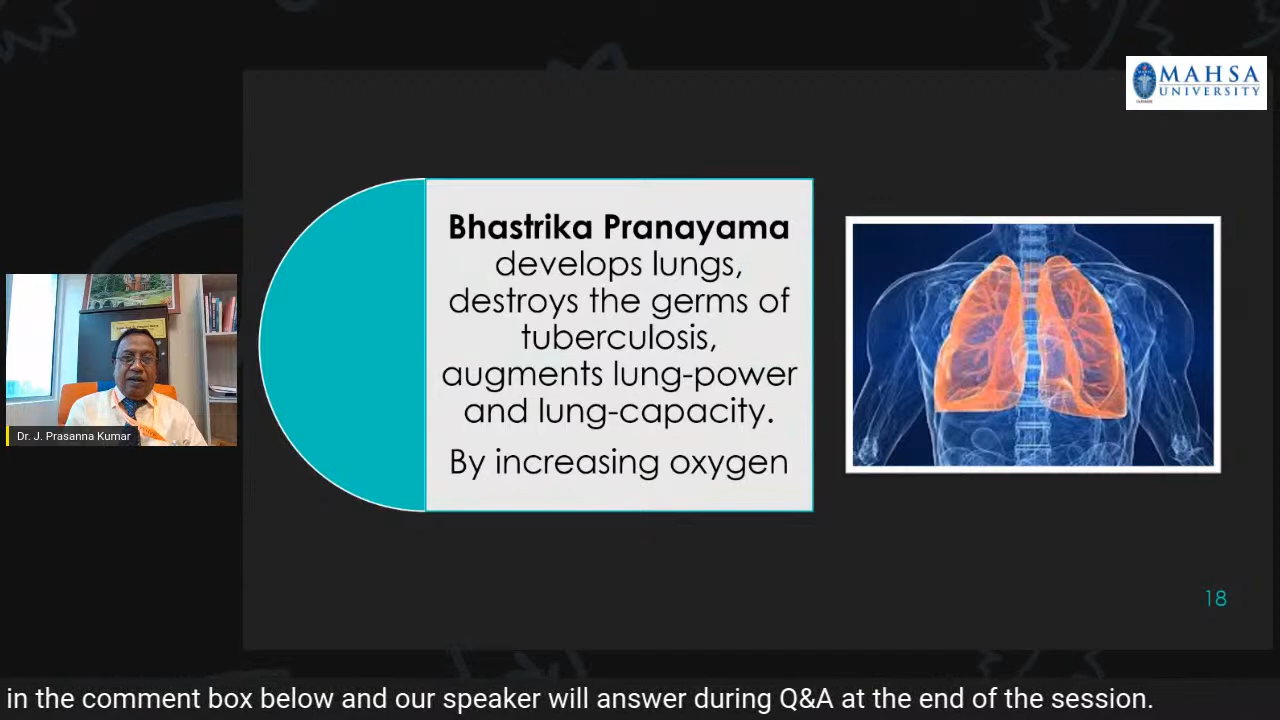 MAHSA
UNIVERSITY
Bhastrika Pranayama
develops lungs,
destroys the germs of
tuberculosis,
augments lung-power
and lung-capacity.
By increasing oxygen
Dr. J. Prasanna Kumar
18
in the comment box below and our speaker will answer during Q&A at the end of the session.